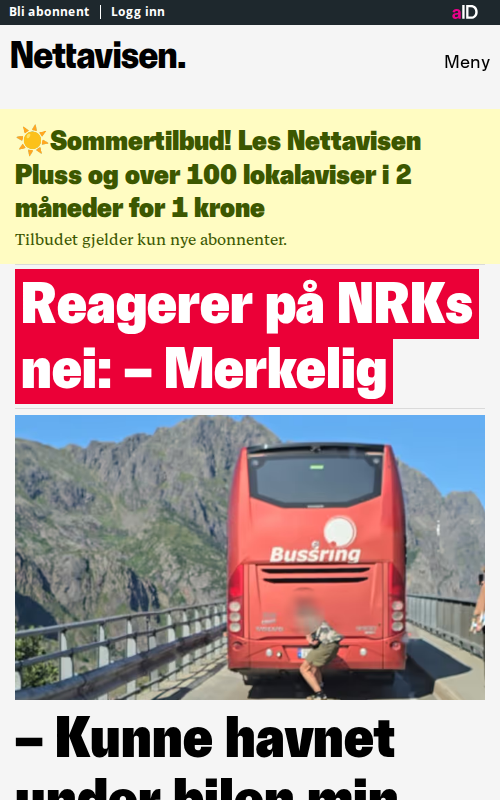 Bli abonnent | Logg inn
aID
Nettavisen.
Meny
☀️Sommertilbud! Les Nettavisen
Pluss og over 100 lokalaviser i 2
måneder for 1 krone
Tilbudet gjelder kun nye abonnenter.
Reagerer på NRKs
nei: – Merkelig
Bussring
– Kunne havnet
under bilen min